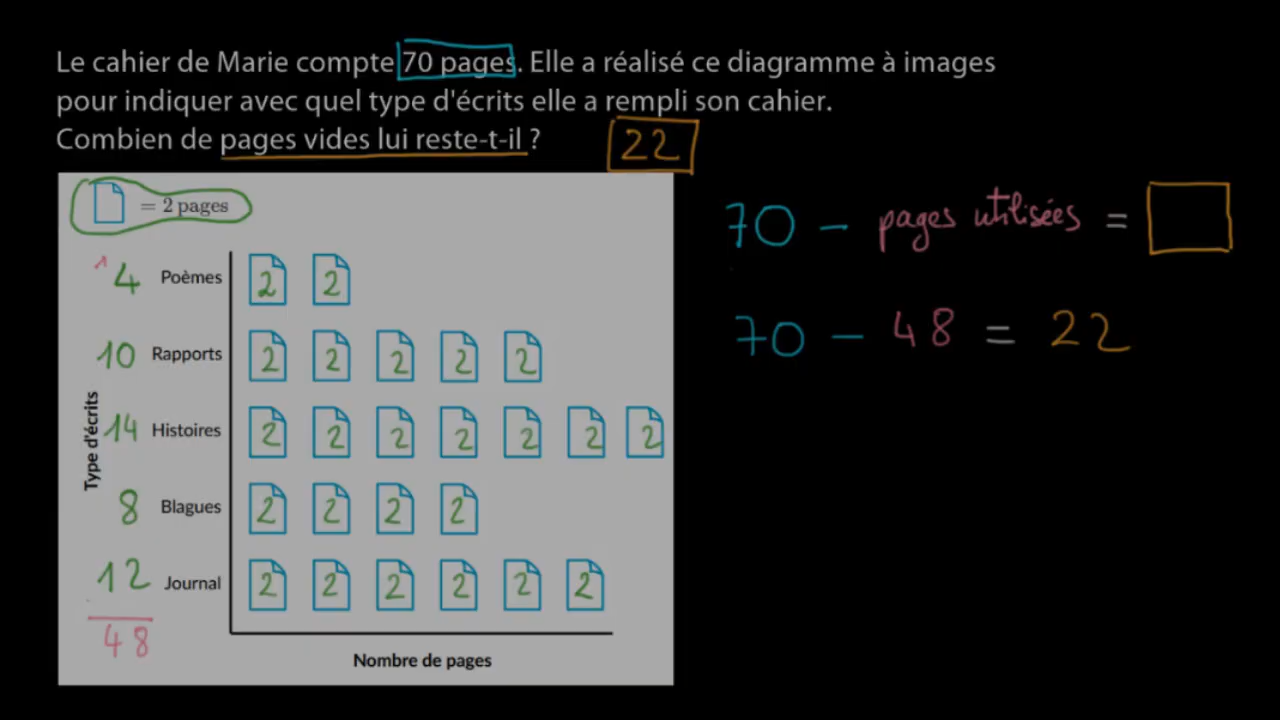 Le cahier de Marie compte 70 pages. Elle a réalisé ce diagramme à images
pour indiquer avec quel type d'écrits elle a rempli son cahier.
Combien de pages vides lui reste-t-il ? 22
= 2 pages
70 - pages utilisées =
1
4 Poèmes 2 2
70 - 48 = 22
10 Rapports 2 2 2 2 2
Type d'écrits
14 Histoires 2 2 2 2 2 2 2
8 Blagues 2 2 2 2
12 Journal 2 2 2 2 2 2
48
Nombre de pages